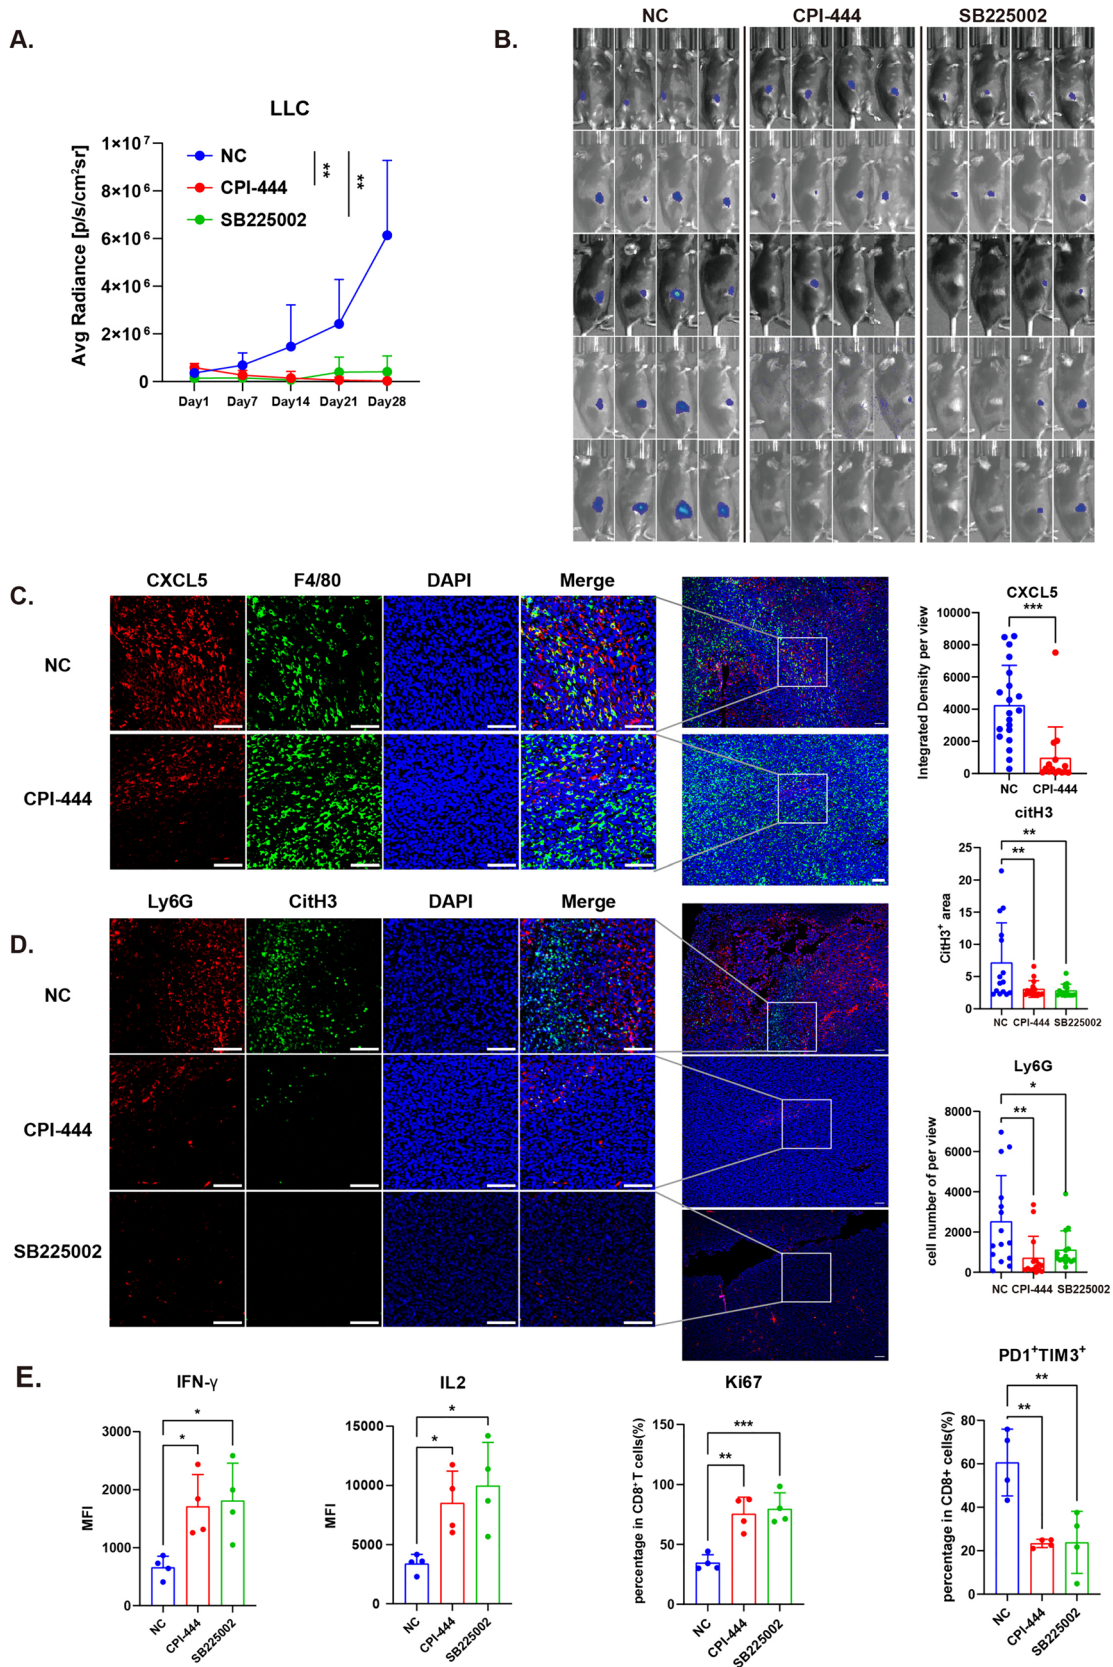 A.
LLC
1×10⁷
8×10⁶
6×10⁶
4×10⁶
2×10⁶
0
Avg Radiance [p/s/cm²sr]
NC
CPI-444
SB225002
**
**
Day1 Day7 Day14 Day21 Day28
B.
NC CPI-444 SB225002
C.
CXCL5 F4/80 DAPI Merge
NC
CPI-444
CXCL5
***
Integrated Density per view
10000
8000
6000
4000
2000
0
NC CPI-444
D.
Ly6G CitH3 DAPI Merge
NC
CPI-444
SB225002
citH3
**
**
CitH3⁺ area
25
20
15
10
5
0
NC CPI-444 SB225002
Ly6G
*
**
cell number of per view
8000
6000
4000
2000
0
NC CPI-444 SB225002
E.
IFN-γ
*
*
MFI
3000
2000
1000
0
NC
CPI-444
SB225002
IL2
*
*
MFI
15000
10000
5000
0
NC
CPI-444
SB225002
Ki67
***
**
percentage in CD8⁺T cells(%)
150
100
50
0
NC
CPI-444
SB225002
PD1⁺TIM3⁺
**
**
percentage in CD8+ cells(%)
80
60
40
20
0
NC
CPI-444
SB225002